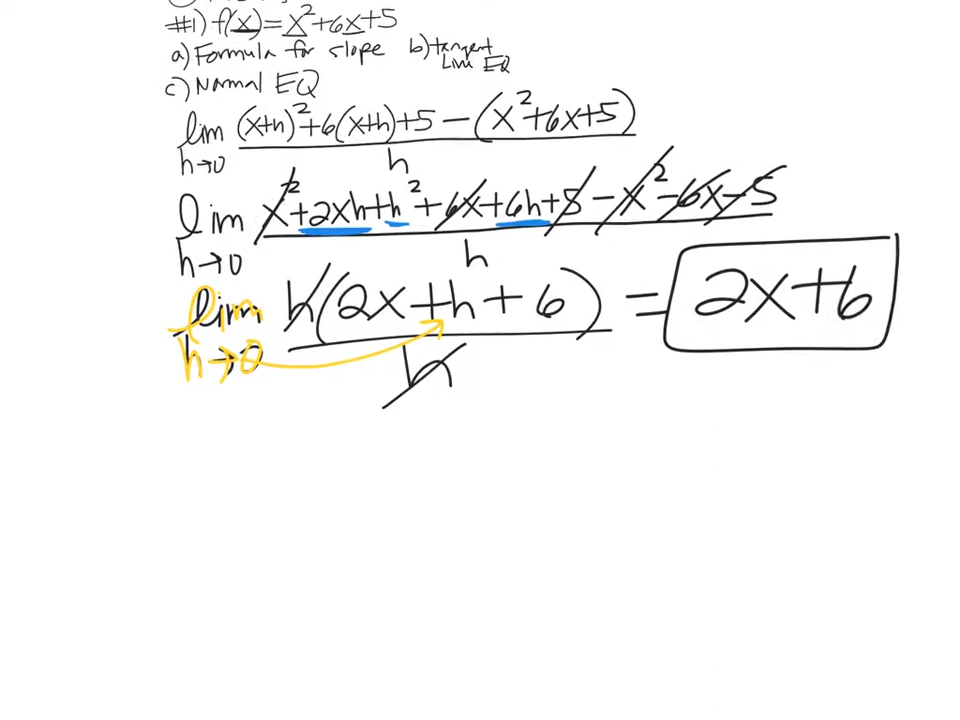 #1) f(x) = x²+6x+5
a) Formula for slope b) tangent Line EQ
c) Normal EQ
lim h→0 (x+h)²+6(x+h)+5 - (x²+6x+5) / h
lim h→0 x²+2xh+h²+6x+6h+5-x²-6x-5 / h
lim h→0 h(2x+h+6) / h = 2x+6